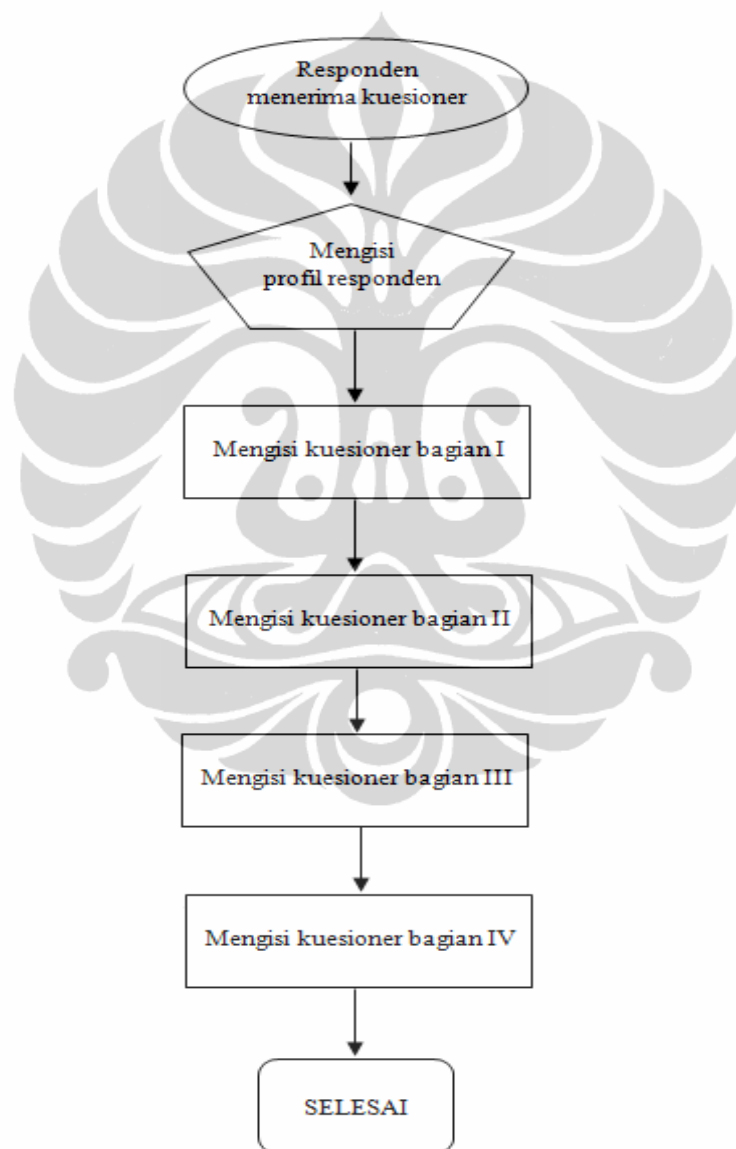 Responden
menerima kuesioner
Mengisi
profil responden
Mengisi kuesioner bagian I
Mengisi kuesioner bagian II
Mengisi kuesioner bagian III
Mengisi kuesioner bagian IV
SELESAI